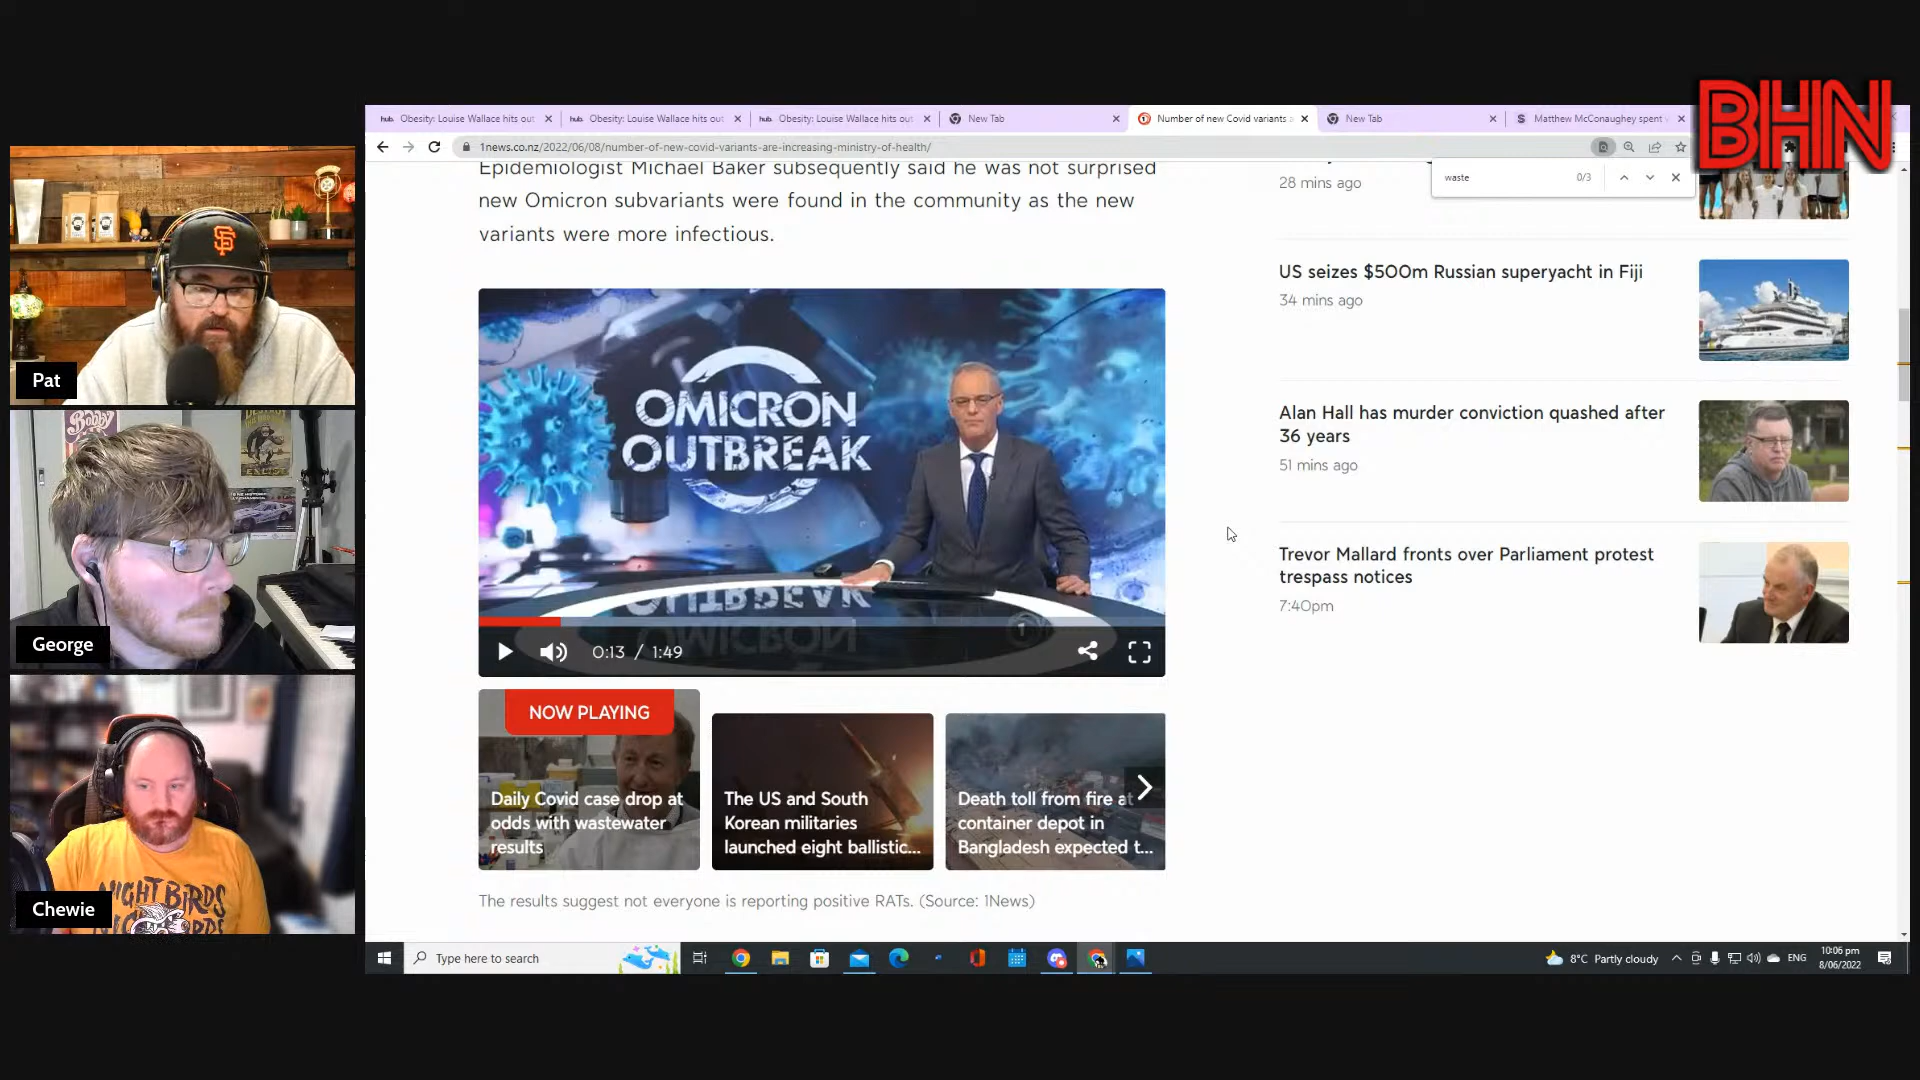 BHN
Obesity: Louise Wallace hits out
Obesity: Louise Wallace hits out
Obesity: Louise Wallace hits out
New Tab
Number of new Covid variants a
New Tab
Matthew McConaughey spent
1news.co.nz/2022/06/08/number-of-new-covid-variants-are-increasing-ministry-of-health/
waste
0/3
Epidemiologist Michael Baker subsequently said he was not surprised
new Omicron subvariants were found in the community as the new
variants were more infectious.
28 mins ago
US seizes $500m Russian superyacht in Fiji
34 mins ago
Alan Hall has murder conviction quashed after
36 years
51 mins ago
Trevor Mallard fronts over Parliament protest
trespass notices
7:40pm
OMICRON
OUTBREAK
0:13 / 1:49
NOW PLAYING
Daily Covid case drop at
odds with wastewater
results
The US and South
Korean militaries
launched eight ballistic...
Death toll from fire at
container depot in
Bangladesh expected t...
The results suggest not everyone is reporting positive RATs. (Source: 1News)
Pat
Bobby
George
NIGHT BIRDS
Chewie
Type here to search
8°C Partly cloudy
ENG
10:06 pm
8/06/2022